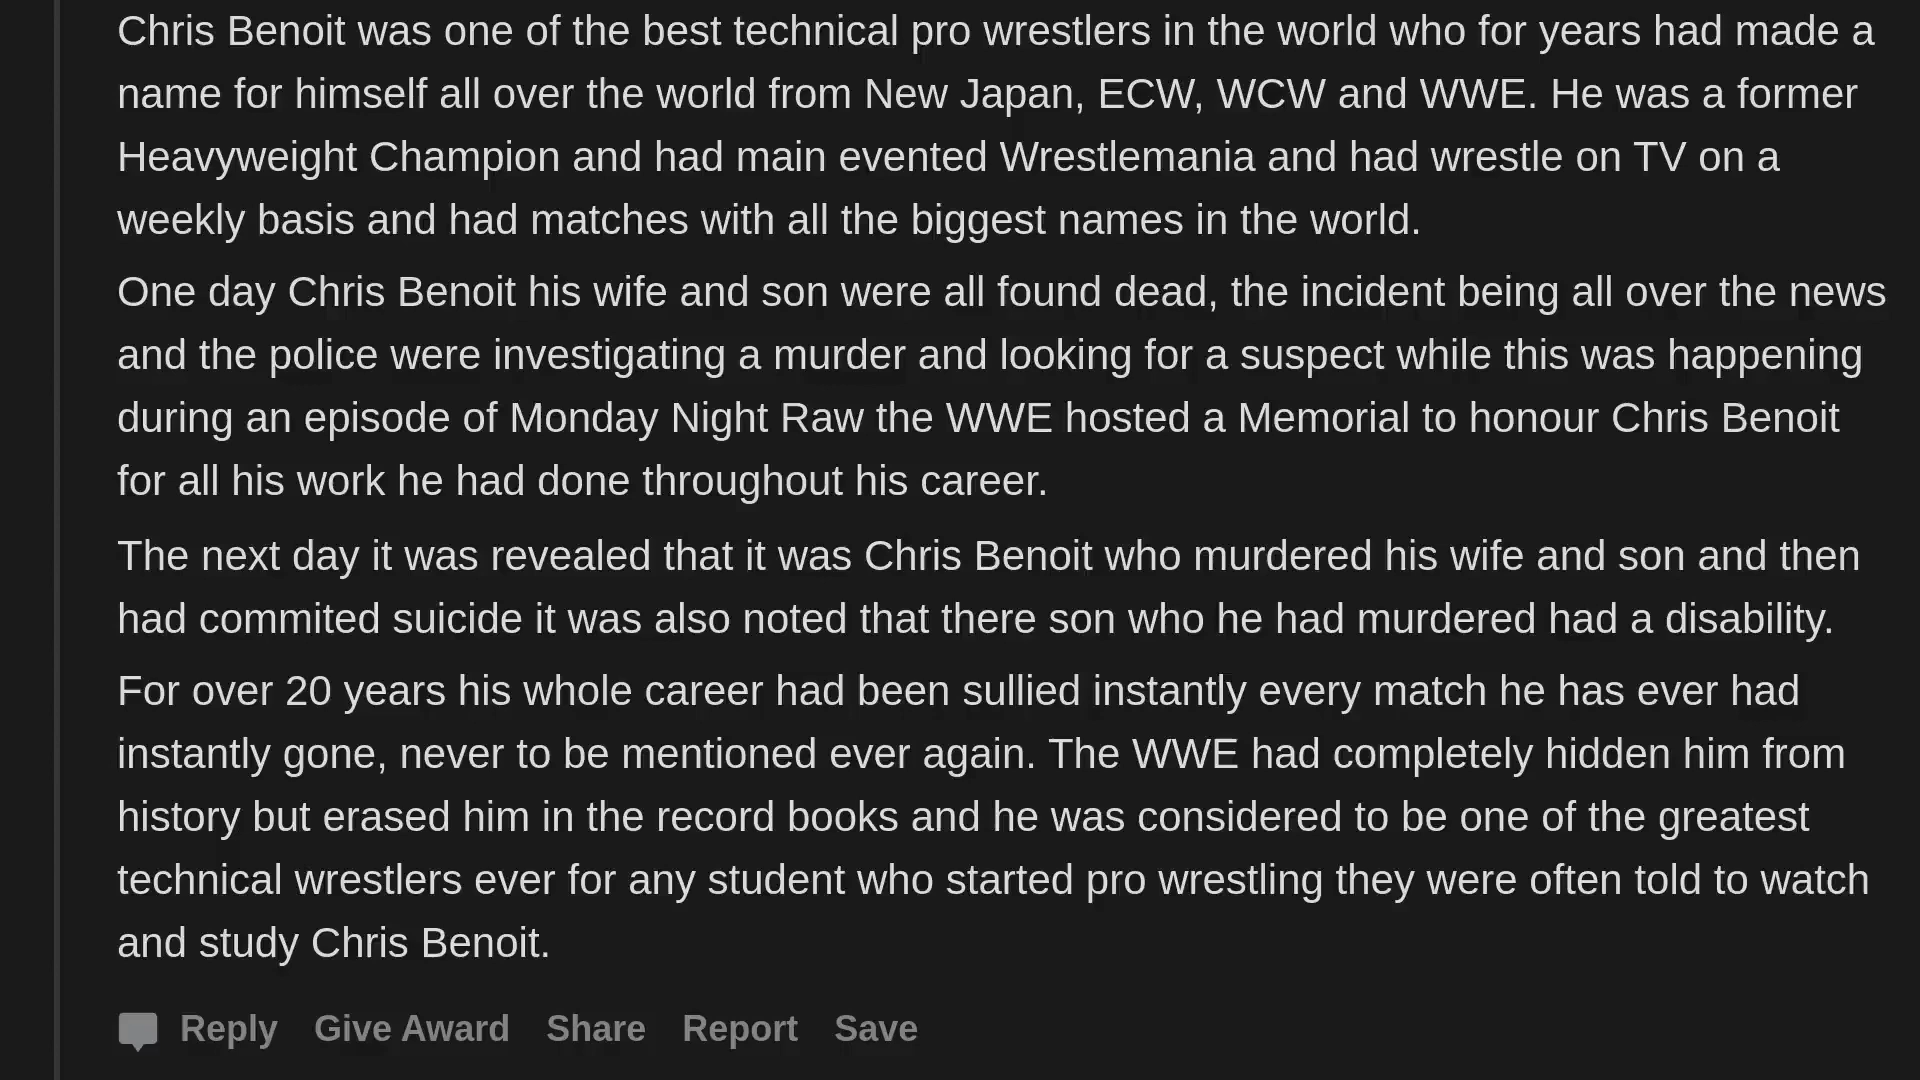 Chris Benoit was one of the best technical pro wrestlers in the world who for years had made a
name for himself all over the world from New Japan, ECW, WCW and WWE. He was a former
Heavyweight Champion and had main evented Wrestlemania and had wrestle on TV on a
weekly basis and had matches with all the biggest names in the world.
One day Chris Benoit his wife and son were all found dead, the incident being all over the news
and the police were investigating a murder and looking for a suspect while this was happening
during an episode of Monday Night Raw the WWE hosted a Memorial to honour Chris Benoit
for all his work he had done throughout his career.
The next day it was revealed that it was Chris Benoit who murdered his wife and son and then
had commited suicide it was also noted that there son who he had murdered had a disability.
For over 20 years his whole career had been sullied instantly every match he has ever had
instantly gone, never to be mentioned ever again. The WWE had completely hidden him from
history but erased him in the record books and he was considered to be one of the greatest
technical wrestlers ever for any student who started pro wrestling they were often told to watch
and study Chris Benoit.
Reply Give Award Share Report Save